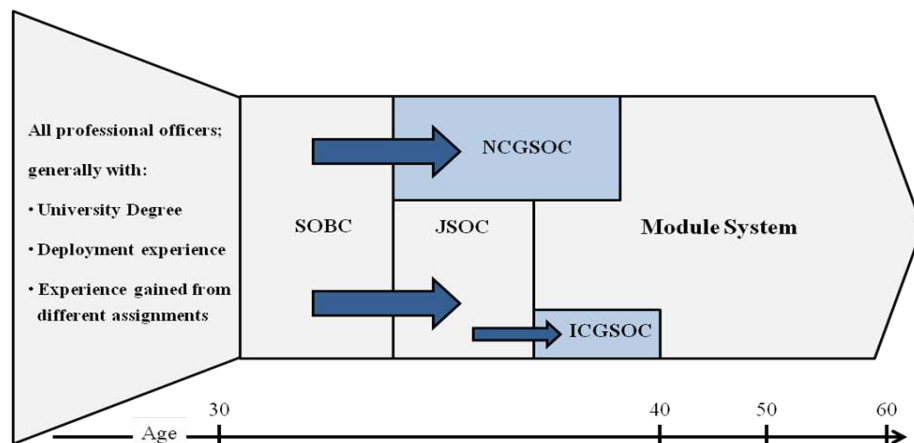 All professional officers;
generally with:
• University Degree
• Deployment experience
• Experience gained from
different assignments
SOBC
NCGSOC
JSOC
Module System
ICGSOC
30
40
50
60
Age